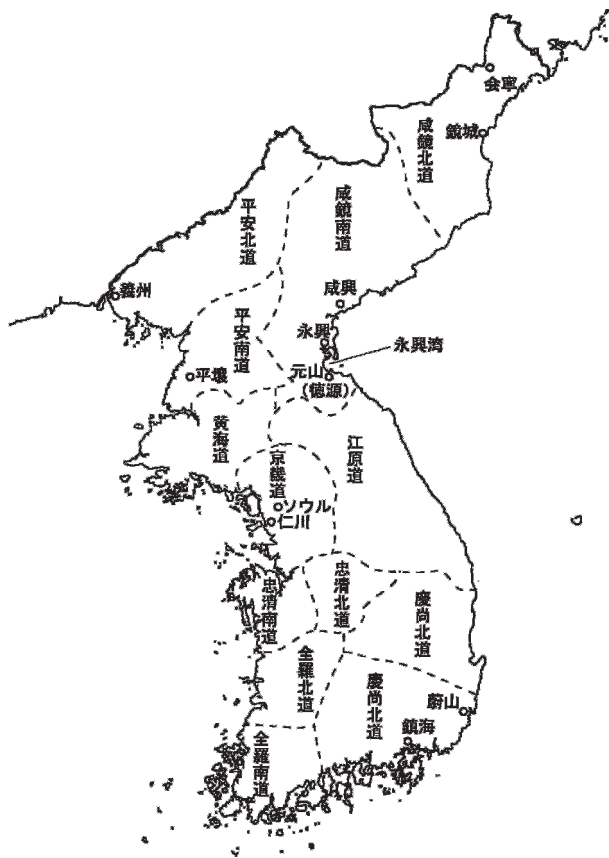 会寧
鏡城
咸鏡北道
咸鏡南道
平安北道
義州
咸興
永興
永興湾
平安南道
元山
(徳源)
平壌
黄海道
江原道
京畿道
ソウル
仁川
忠清南道
忠清北道
慶尚北道
全羅北道
慶尚北道
蔚山
鎮海
全羅南道